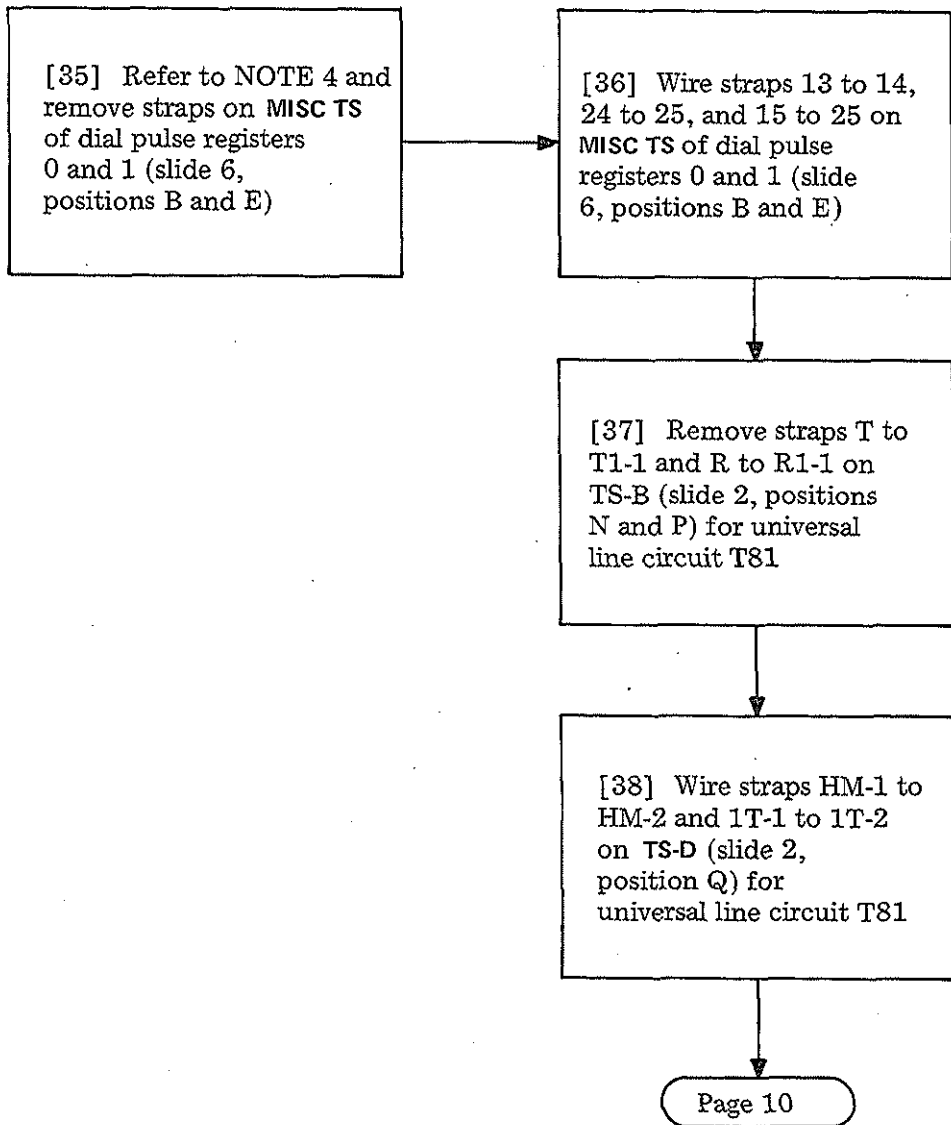 [35] Refer to NOTE 4 and
remove straps on MISC TS
of dial pulse registers
0 and 1 (slide 6,
positions B and E)
[36] Wire straps 13 to 14,
24 to 25, and 15 to 25 on
MISC TS of dial pulse
registers 0 and 1 (slide
6, positions B and E)
[37] Remove straps T to
T1-1 and R to R1-1 on
TS-B (slide 2, positions
N and P) for universal
line circuit T81
[38] Wire straps HM-1 to
HM-2 and 1T-1 to 1T-2
on TS-D (slide 2,
position Q) for
universal line circuit T81
Page 10